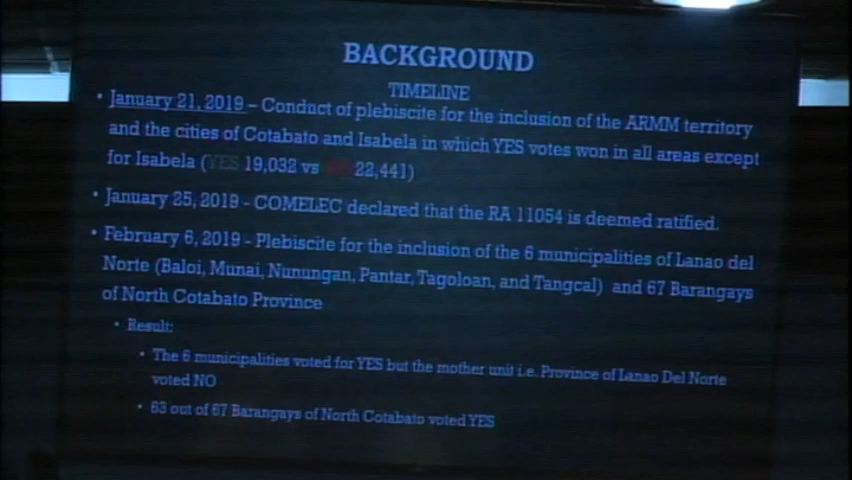 BACKGROUND
TIMELINE
• January 21, 2019 – Conduct of plebiscite for the inclusion of the ARMM territory
and the cities of Cotabato and Isabela in which YES votes won in all areas except
for Isabela (YES 19,032 vs 22,441)
• January 25, 2019 - COMELEC declared that the RA 11054 is deemed ratified.
• February 6, 2019 - Plebiscite for the inclusion of the 6 municipalities of Lanao del
Norte (Baloi, Munai, Nunungan, Pantar, Tagoloan, and Tangcal) and 67 Barangays
of North Cotabato Province
• Result:
• The 6 municipalities voted for YES but the mother unit i.e. Province of Lanao Del Norte
voted NO
• 63 out of 67 Barangays of North Cotabato voted YES